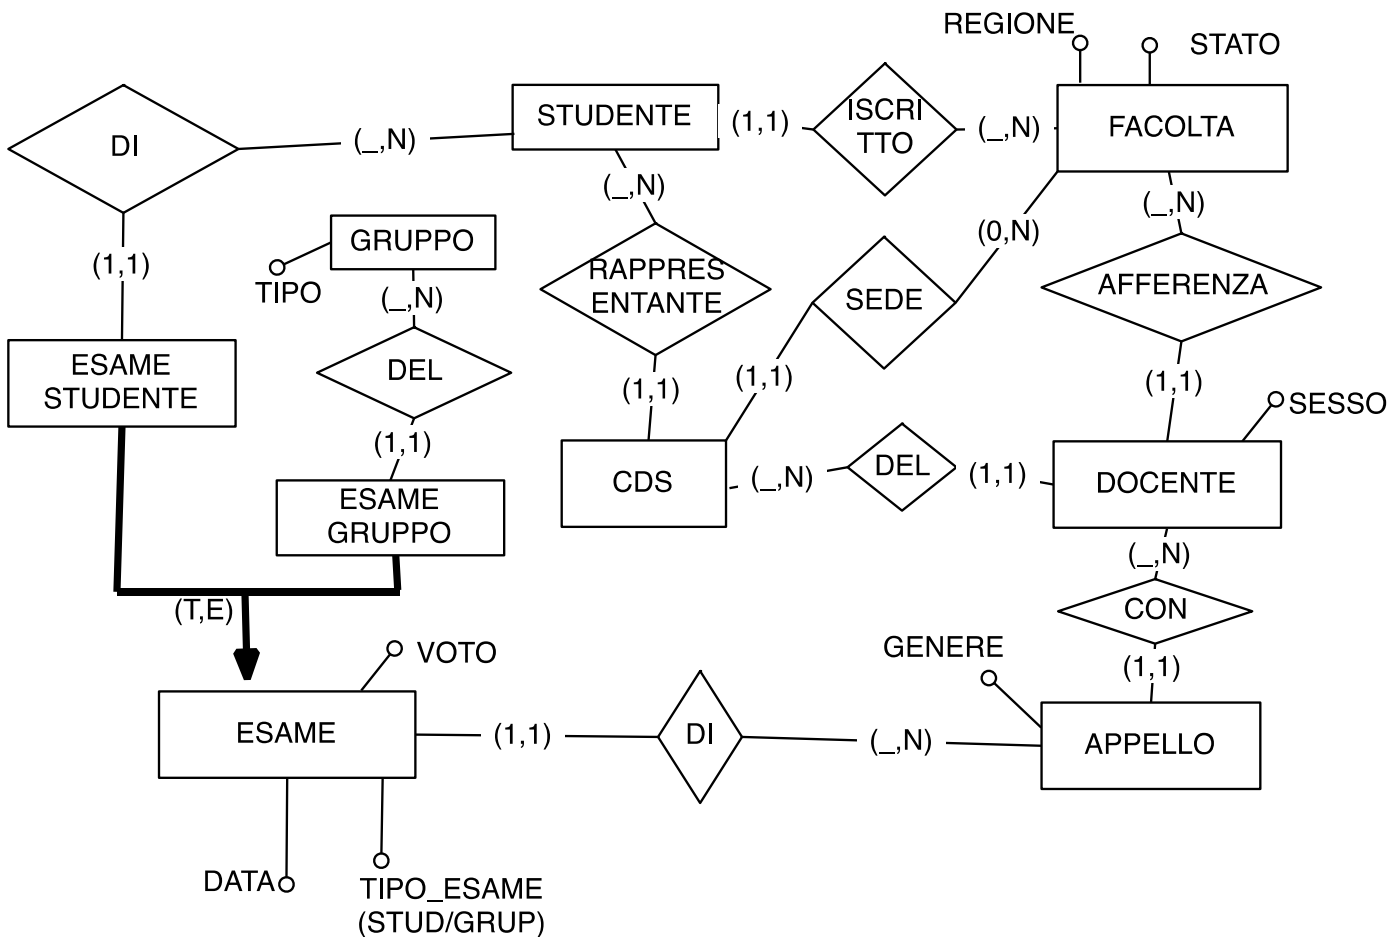 REGIONE
STATO
STUDENTE
(1,1)
ISCRI
TTO
(_,N)
FACOLTA
DI
(_,N)
(_,N)
(_,N)
GRUPPO
(0,N)
(1,1)
TIPO
(_,N)
RAPPRES
ENTANTE
SEDE
AFFERENZA
ESAME
STUDENTE
DEL
(1,1)
(1,1)
(1,1)
SESSO
(1,1)
CDS
(_,N)
DEL
(1,1)
DOCENTE
ESAME
GRUPPO
(_,N)
(T,E)
CON
VOTO
GENERE
(1,1)
ESAME
(1,1)
DI
(_,N)
APPELLO
DATA
TIPO_ESAME
(STUD/GRUP)